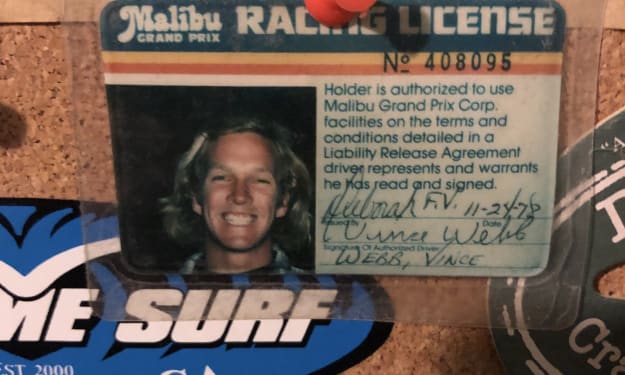 Malibu
GRAND PRIX
RACING LICENSE
Nº 408095
Holder is authorized to use
Malibu Grand Prix Corp.
facilities on the terms and
conditions detailed in a
Liability Release Agreement
driver represents and warrants
he has read and signed.
Deborah F.V. 11-24-78
Issued by Date
Vince Webb
Signature Of Authorized Driver
WEBB, VINCE
ME SURF
EST 2000